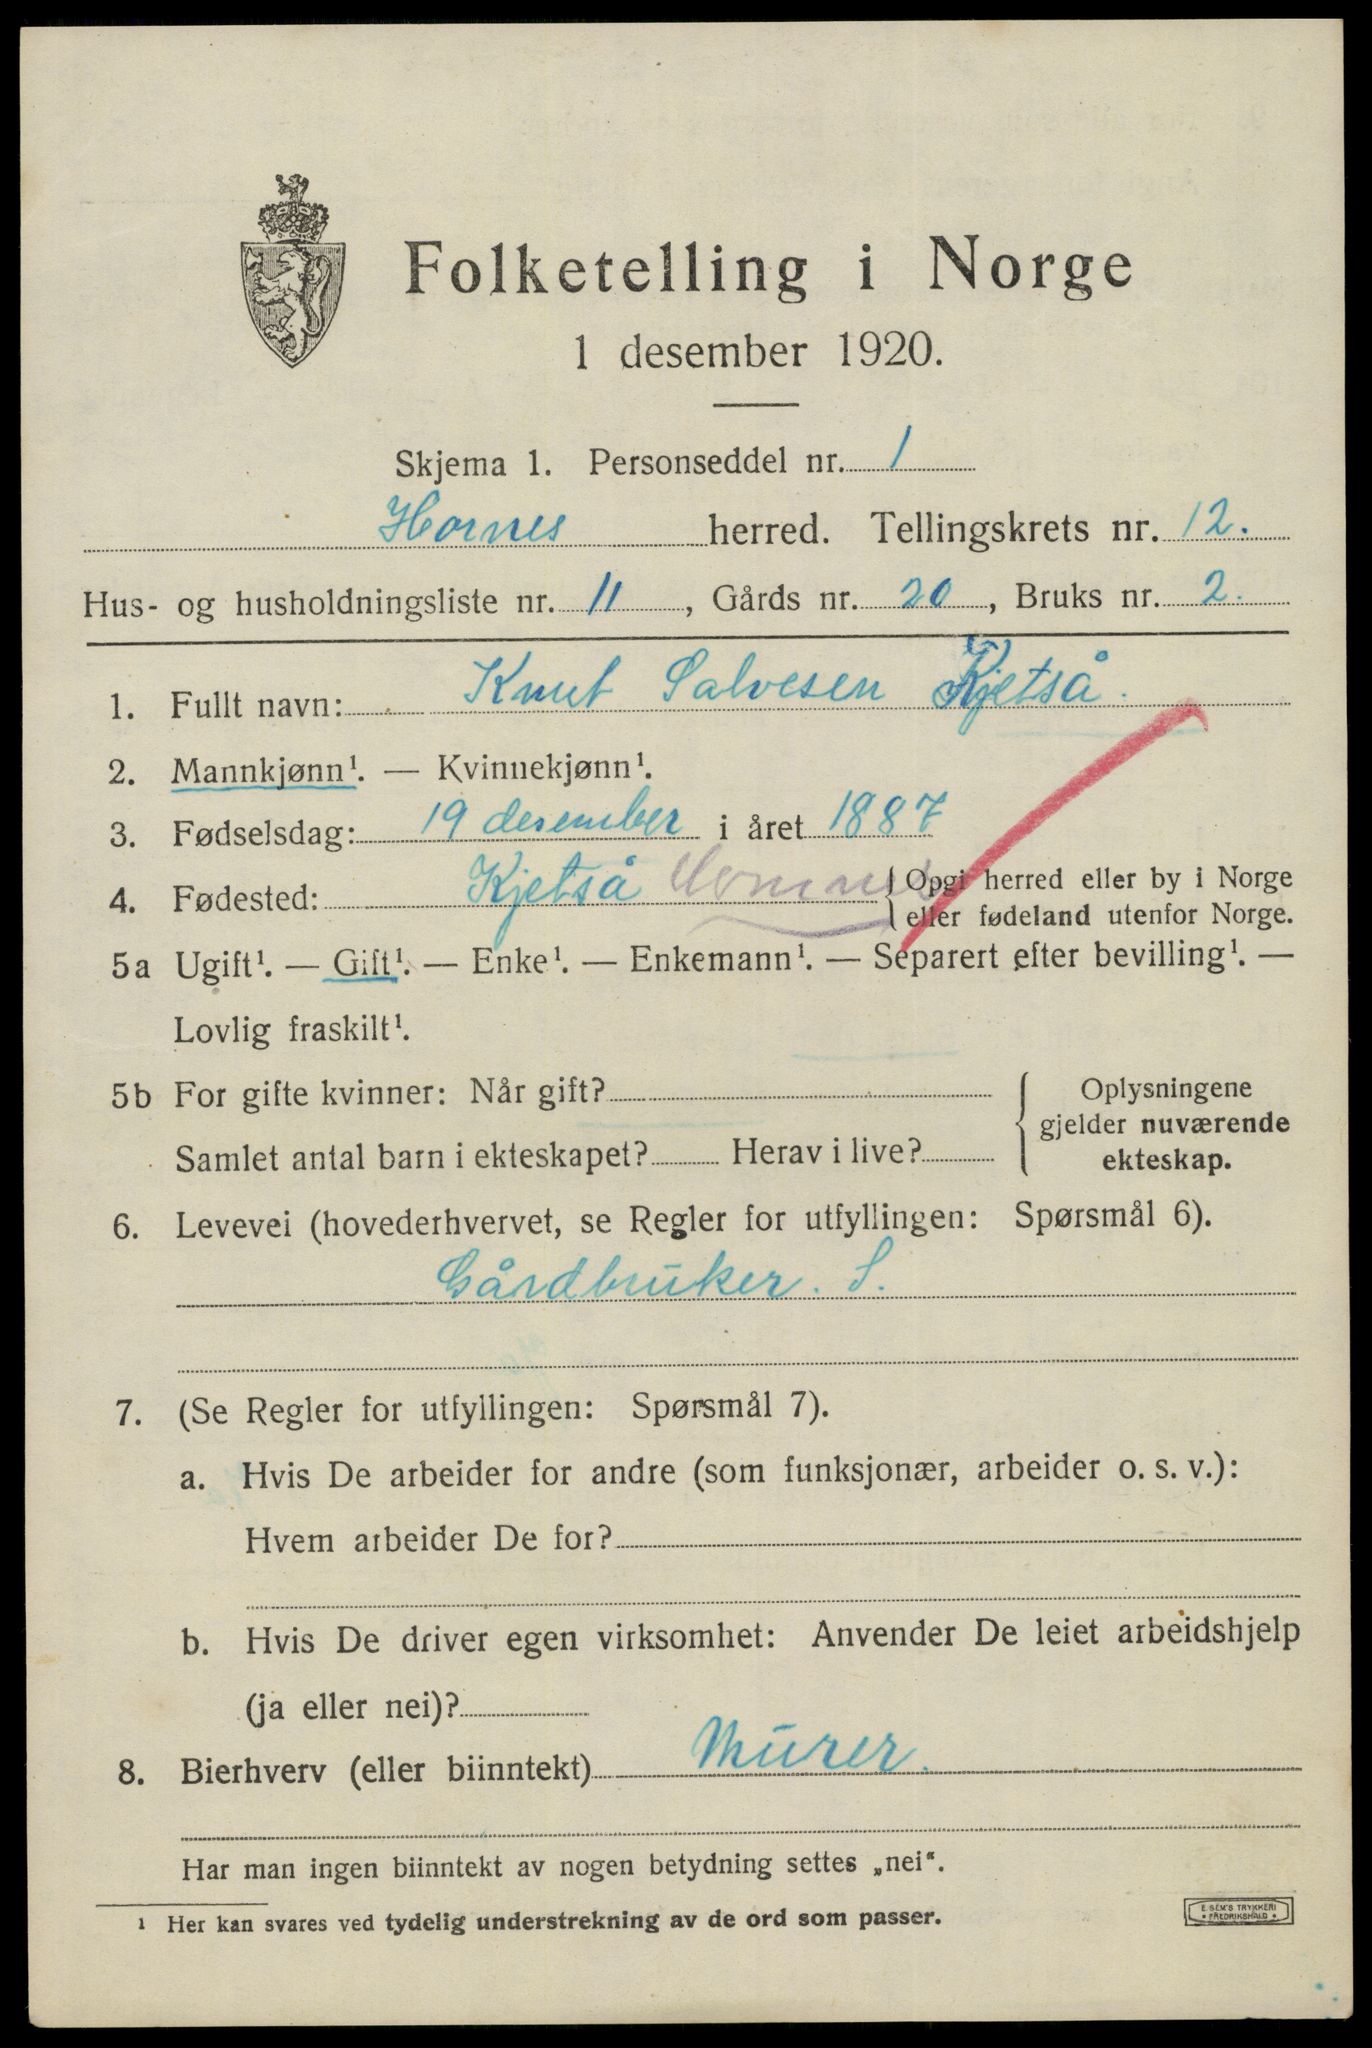 Folketelling i Norge
1 desember 1920.
Skjema 1. Personseddel nr. 1
Hornes herred. Tellingskrets nr. 12.
Hus- og husholdningsliste nr. 11, Gårds nr. 20, Bruks nr. 2.
1. Fullt navn: Knut Salvesen Kjetså.
2. Mannkjønn¹. — Kvinnekjønn¹.
3. Fødselsdag: 19 desember i året 1887
4. Fødested: Kjetså Hornnes { Opgi herred eller by i Norge
eller fødeland utenfor Norge.
5a Ugift¹. — Gift¹. — Enke¹. — Enkemann¹. — Separert efter bevilling¹. —
Lovlig fraskilt¹.
5b For gifte kvinner: Når gift? { Oplysningene
gjelder nuværende
Samlet antal barn i ekteskapet? Herav i live? ekteskap.
6. Levevei (hovederhvervet, se Regler for utfyllingen: Spørsmål 6).
Gårdbruker. S.
7. (Se Regler for utfyllingen: Spørsmål 7).
a. Hvis De arbeider for andre (som funksjonær, arbeider o. s. v.):
Hvem arbeider De for?
b. Hvis De driver egen virksomhet: Anvender De leiet arbeidshjelp
(ja eller nei)?
8. Bierhverv (eller biinntekt) Murer.
Har man ingen biinntekt av nogen betydning settes „nei“.
¹ Her kan svares ved tydelig understrekning av de ord som passer.
E. SEM'S TRYKKERI
• FREDRIKSHALD •